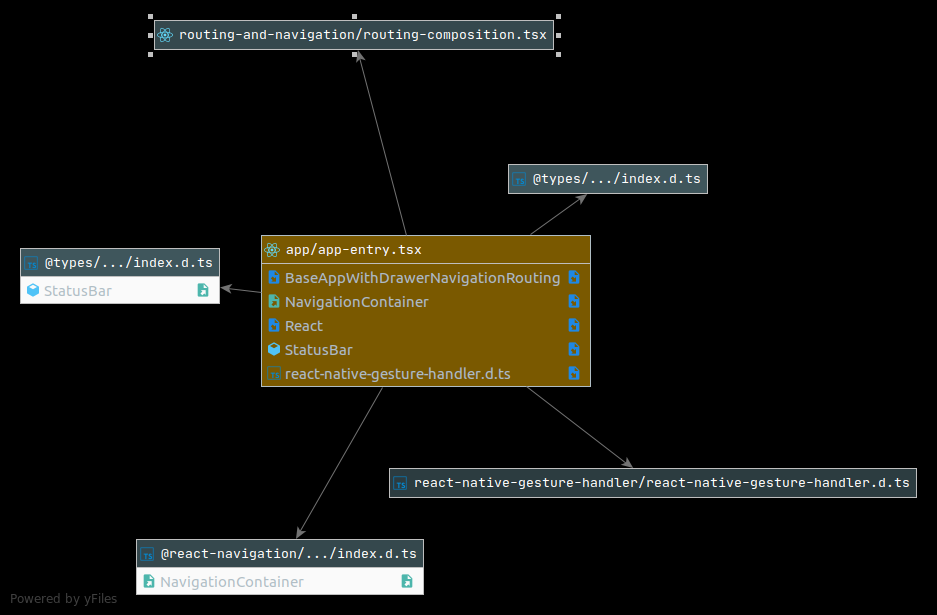 routing-and-navigation/routing-composition.tsx
@types/.../index.d.ts
app/app-entry.tsx
BaseAppWithDrawerNavigationRouting
NavigationContainer
React
StatusBar
react-native-gesture-handler.d.ts
@types/.../index.d.ts
StatusBar
react-native-gesture-handler/react-native-gesture-handler.d.ts
@react-navigation/.../index.d.ts
NavigationContainer
Powered by yFiles